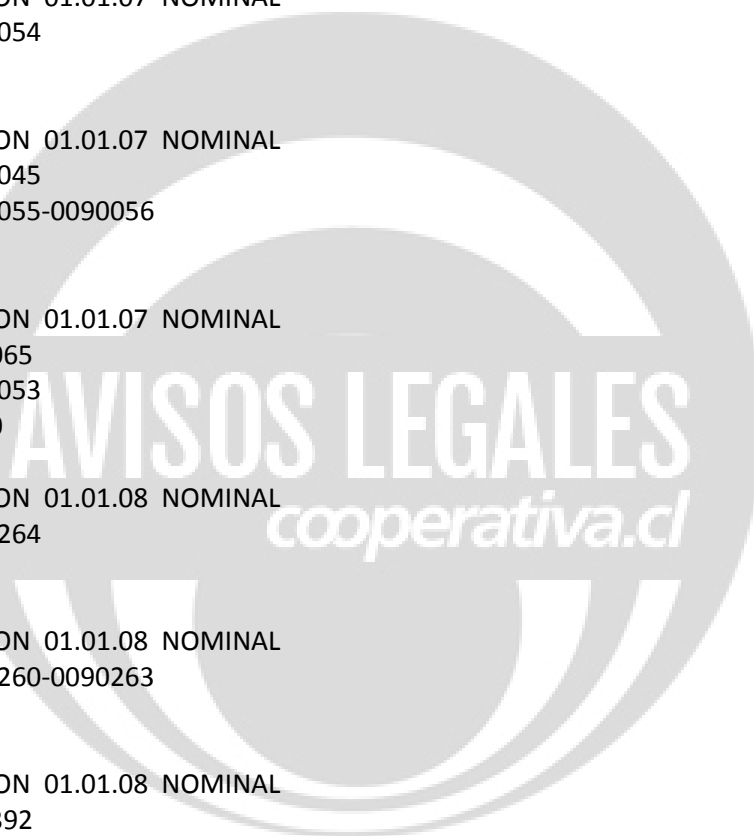 ON 01.01.07 NOMINAL
054
ON 01.01.07 NOMINAL
045
055-0090056
ON 01.01.07 NOMINAL
065
053
AVISOS LEGALES
ON 01.01.08 NOMINAL
cooperativa.cl
264
ON 01.01.08 NOMINAL
260-0090263
ON 01.01.08 NOMINAL
392